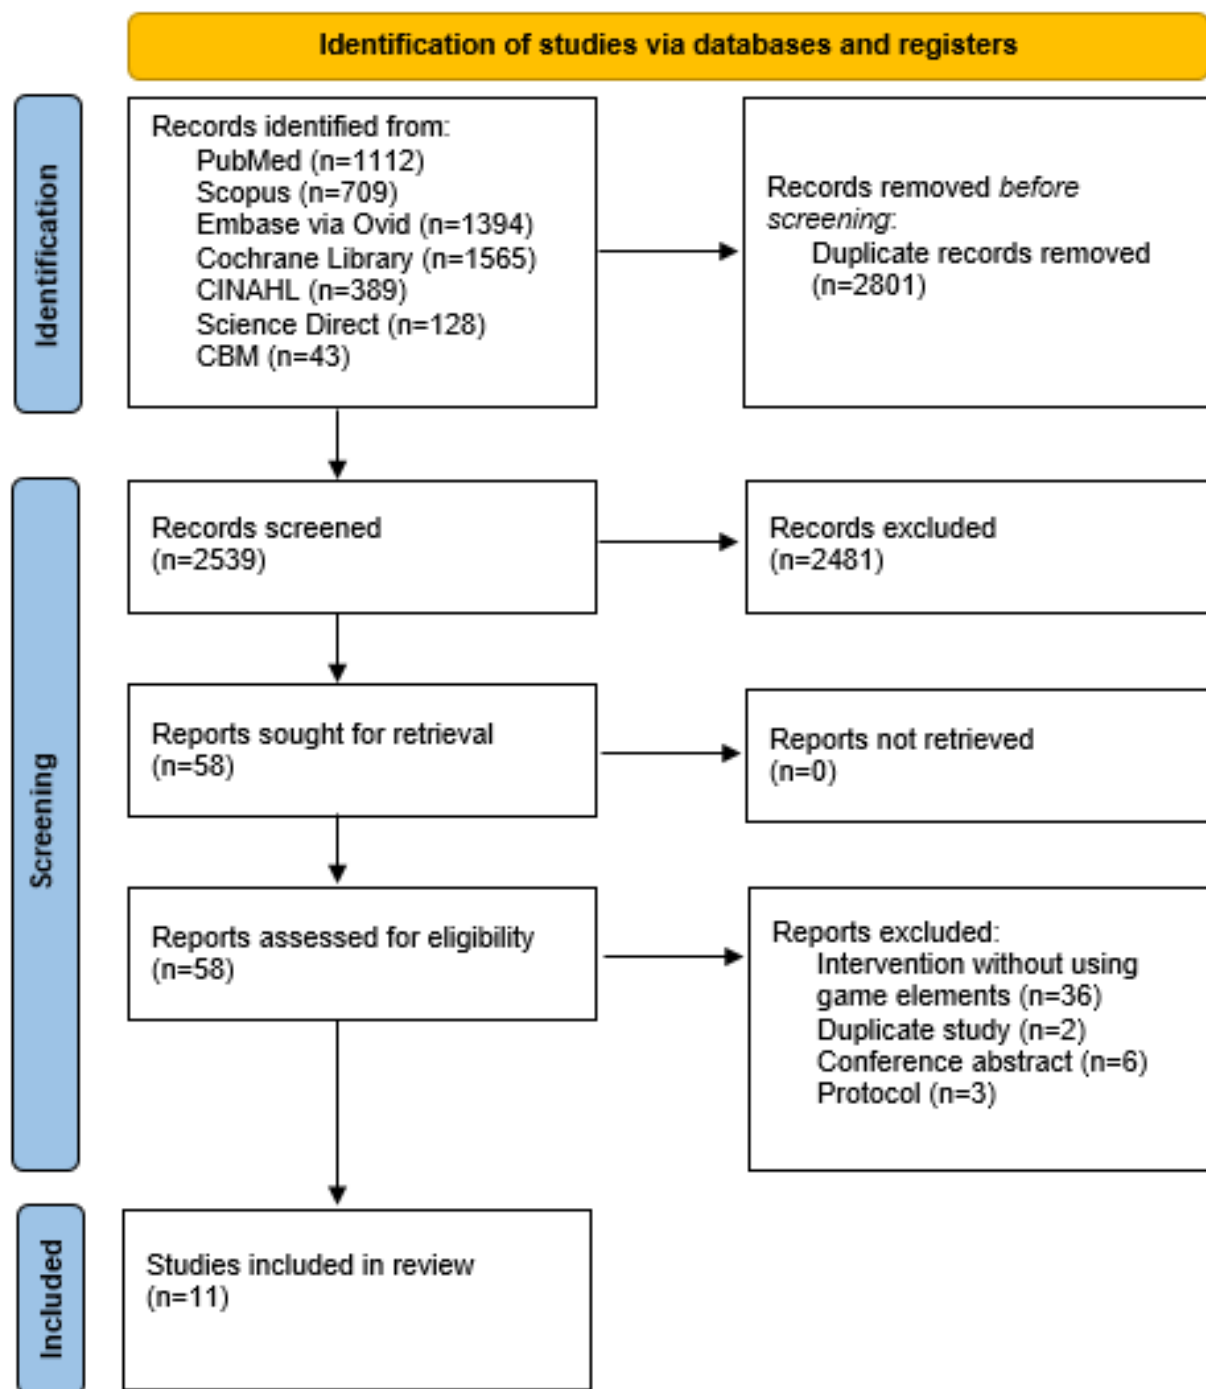 Identification of studies via databases and registers
Identification
Records identified from:
PubMed (n=1112)
Scopus (n=709)
Embase via Ovid (n=1394)
Cochrane Library (n=1565)
CINAHL (n=389)
Science Direct (n=128)
CBM (n=43)
Records removed before
screening:
Duplicate records removed
(n=2801)
Screening
Records screened
(n=2539)
Records excluded
(n=2481)
Reports sought for retrieval
(n=58)
Reports not retrieved
(n=0)
Reports assessed for eligibility
(n=58)
Reports excluded:
Intervention without using
game elements (n=36)
Duplicate study (n=2)
Conference abstract (n=6)
Protocol (n=3)
Included
Studies included in review
(n=11)